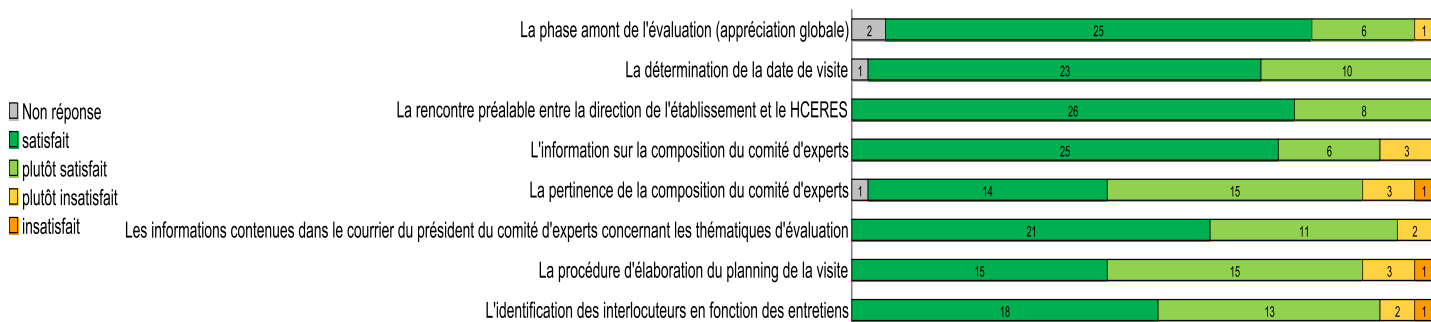 La phase amont de l'évaluation (appréciation globale) 2 25 6 1
La détermination de la date de visite 1 23 10
La rencontre préalable entre la direction de l'établissement et le HCERES 26 8
L'information sur la composition du comité d'experts 25 6 3
La pertinence de la composition du comité d'experts 1 14 15 3 1
Les informations contenues dans le courrier du président du comité d'experts concernant les thématiques d'évaluation 21 11 2
La procédure d'élaboration du planning de la visite 15 15 3 1
L'identification des interlocuteurs en fonction des entretiens 18 13 2 1
Non réponse
satisfait
plutôt satisfait
plutôt insatisfait
insatisfait